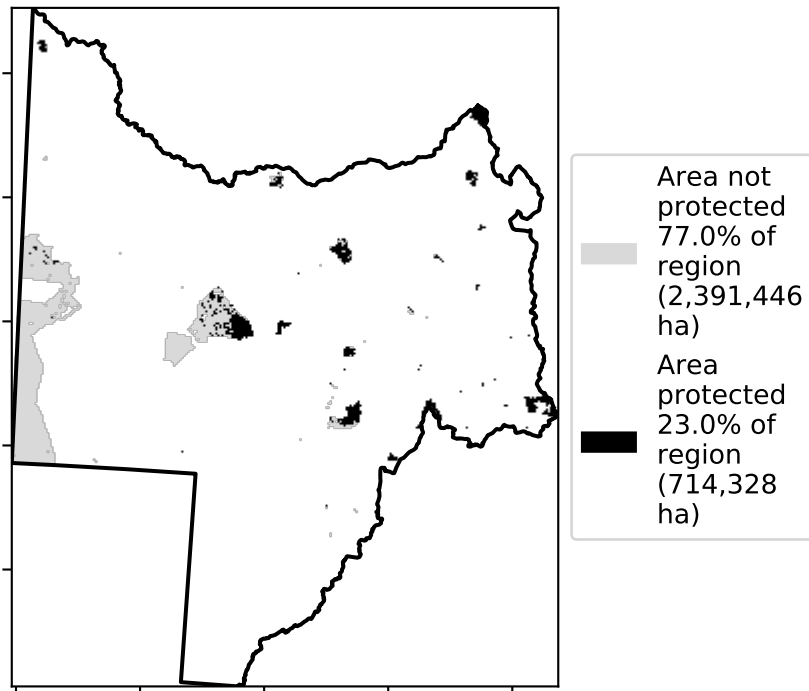 Area not
protected
77.0% of
region
(2,391,446
ha)
Area
protected
23.0% of
region
(714,328
ha)